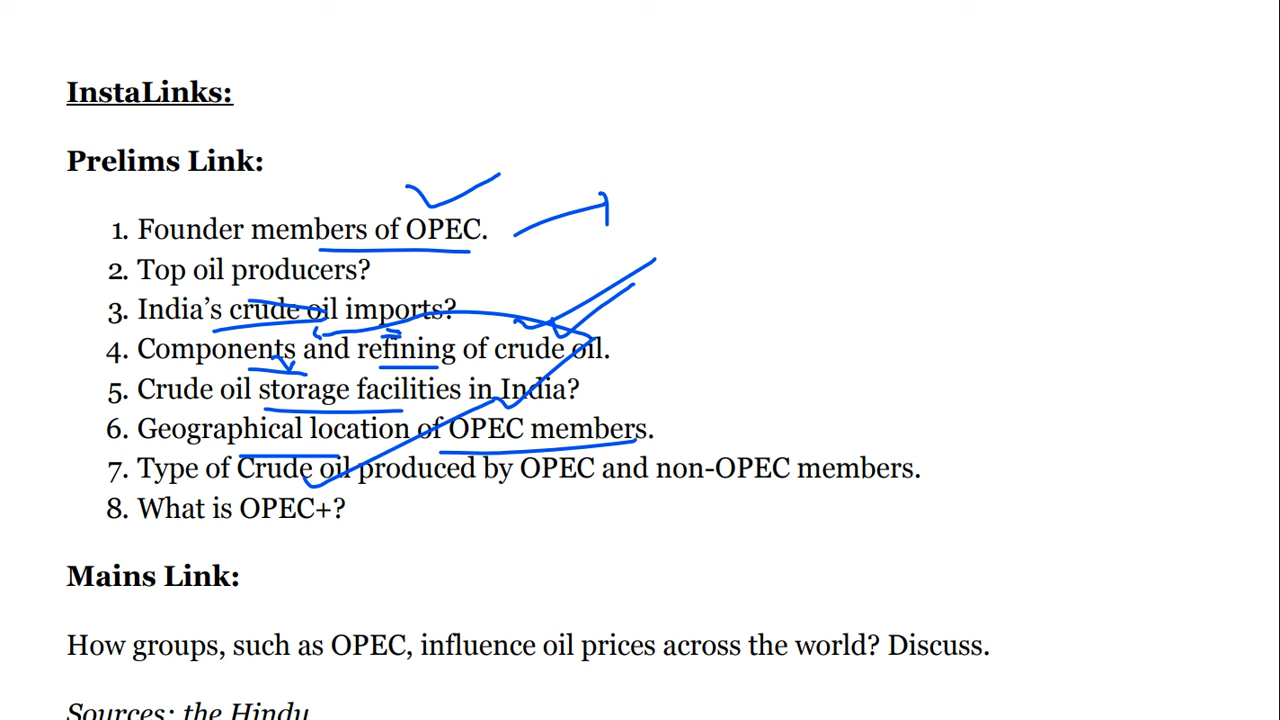 InstaLinks:
Prelims Link:
1. Founder members of OPEC.
2. Top oil producers?
3. India’s crude oil imports?
4. Components and refining of crude oil.
5. Crude oil storage facilities in India?
6. Geographical location of OPEC members.
7. Type of Crude oil produced by OPEC and non-OPEC members.
8. What is OPEC+?
Mains Link:
How groups, such as OPEC, influence oil prices across the world? Discuss.
Sources: the Hindu